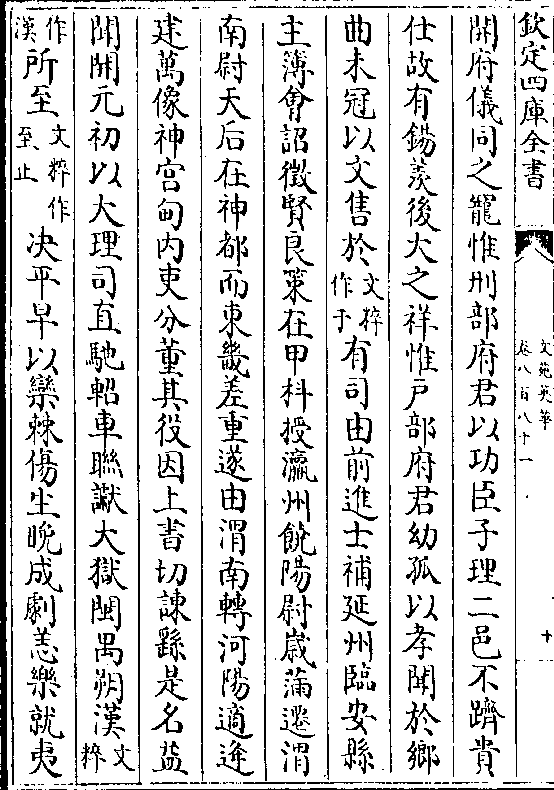 欽定四庫全書
文苑英華
卷八百八十一
十
開府儀同之寵惟刑部府君以功臣子理二邑不躋貴
仕故有錫羨後大之祥惟户部府君幼孤以孝聞於鄉
曲未冠以文售於文粹作于有司由前進士補延州臨安縣
主簿會詔徵賢良策在甲科授瀛州饒陽尉嵗滿遷渭
南尉天后在神都而東畿差重遂由渭南轉河陽適逢
建萬像神宫甸内吏分董其役因上書切諫繇是名益
聞開元初以大理司直馳軺車聨讞大獄閩禺朔漠文粹
作漢所至文粹作至止决平早以欒棘傷生晩成劇恙樂就夷